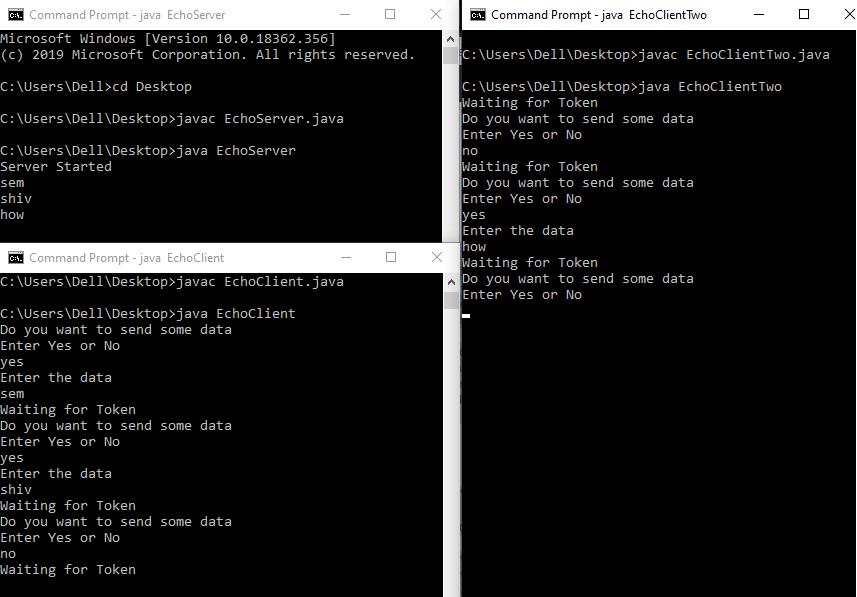 Command Prompt - java  EchoServer
Microsoft Windows [Version 10.0.18362.356]
(c) 2019 Microsoft Corporation. All rights reserved.
C:\Users\Dell>cd Desktop
C:\Users\Dell\Desktop>javac EchoServer.java
C:\Users\Dell\Desktop>java EchoServer
Server Started
sem
shiv
how
Command Prompt - java  EchoClient
C:\Users\Dell\Desktop>javac EchoClient.java
C:\Users\Dell\Desktop>java EchoClient
Do you want to send some data
Enter Yes or No
yes
Enter the data
sem
Waiting for Token
Do you want to send some data
Enter Yes or No
yes
Enter the data
shiv
Waiting for Token
Do you want to send some data
Enter Yes or No
no
Waiting for Token
Command Prompt - java  EchoClientTwo
C:\Users\Dell\Desktop>javac EchoClientTwo.java
C:\Users\Dell\Desktop>java EchoClientTwo
Waiting for Token
Do you want to send some data
Enter Yes or No
no
Waiting for Token
Do you want to send some data
Enter Yes or No
yes
Enter the data
how
Waiting for Token
Do you want to send some data
Enter Yes or No